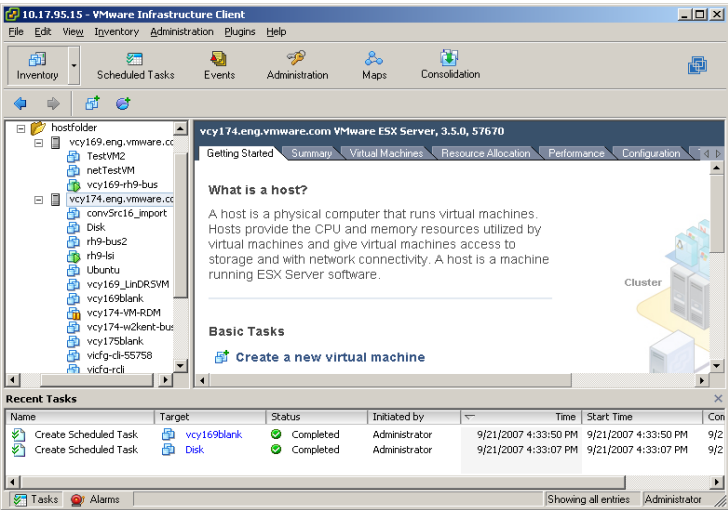 10.17.95.15 - VMware Infrastructure Client
File Edit View Inventory Administration Plugins Help
Inventory Scheduled Tasks Events Administration Maps Consolidation
hostfolder
vcy169.eng.vmware.cc
TestVM2
netTestVM
vcy169-rh9-bus
vcy174.eng.vmware.cc
convSrc16_import
Disk
rh9-bus2
rh9-lsi
Ubuntu
vcy169_LinDRSVM
vcy169blank
vcy174-VM-RDM
vcy174-w2kent-bus
vcy175blank
vicfg-cli-55758
vicfg-rcli
vcy174.eng.vmware.com VMware ESX Server, 3.5.0, 57670
Getting Started Summary Virtual Machines Resource Allocation Performance Configuration
What is a host?
A host is a physical computer that runs virtual machines.
Hosts provide the CPU and memory resources utilized by
virtual machines and give virtual machines access to
storage and with network connectivity. A host is a machine
running ESX Server software.
Cluster
Basic Tasks
Create a new virtual machine
Recent Tasks
Name Target Status Initiated by Time Start Time Con
Create Scheduled Task vcy169blank Completed Administrator 9/21/2007 4:33:50 PM 9/21/2007 4:33:50 PM 9/2
Create Scheduled Task Disk Completed Administrator 9/21/2007 4:33:07 PM 9/21/2007 4:33:07 PM 9/2
Tasks Alarms Showing all entries Administrator